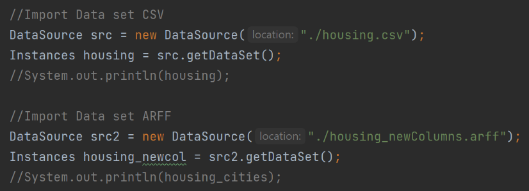 //Import Data set CSV
DataSource src = new DataSource( location: "./housing.csv");
Instances housing = src.getDataSet();
//System.out.println(housing);
//Import Data set ARFF
DataSource src2 = new DataSource( location: "./housing_newColumns.arff");
Instances housing_newcol = src2.getDataSet();
//System.out.println(housing_cities);